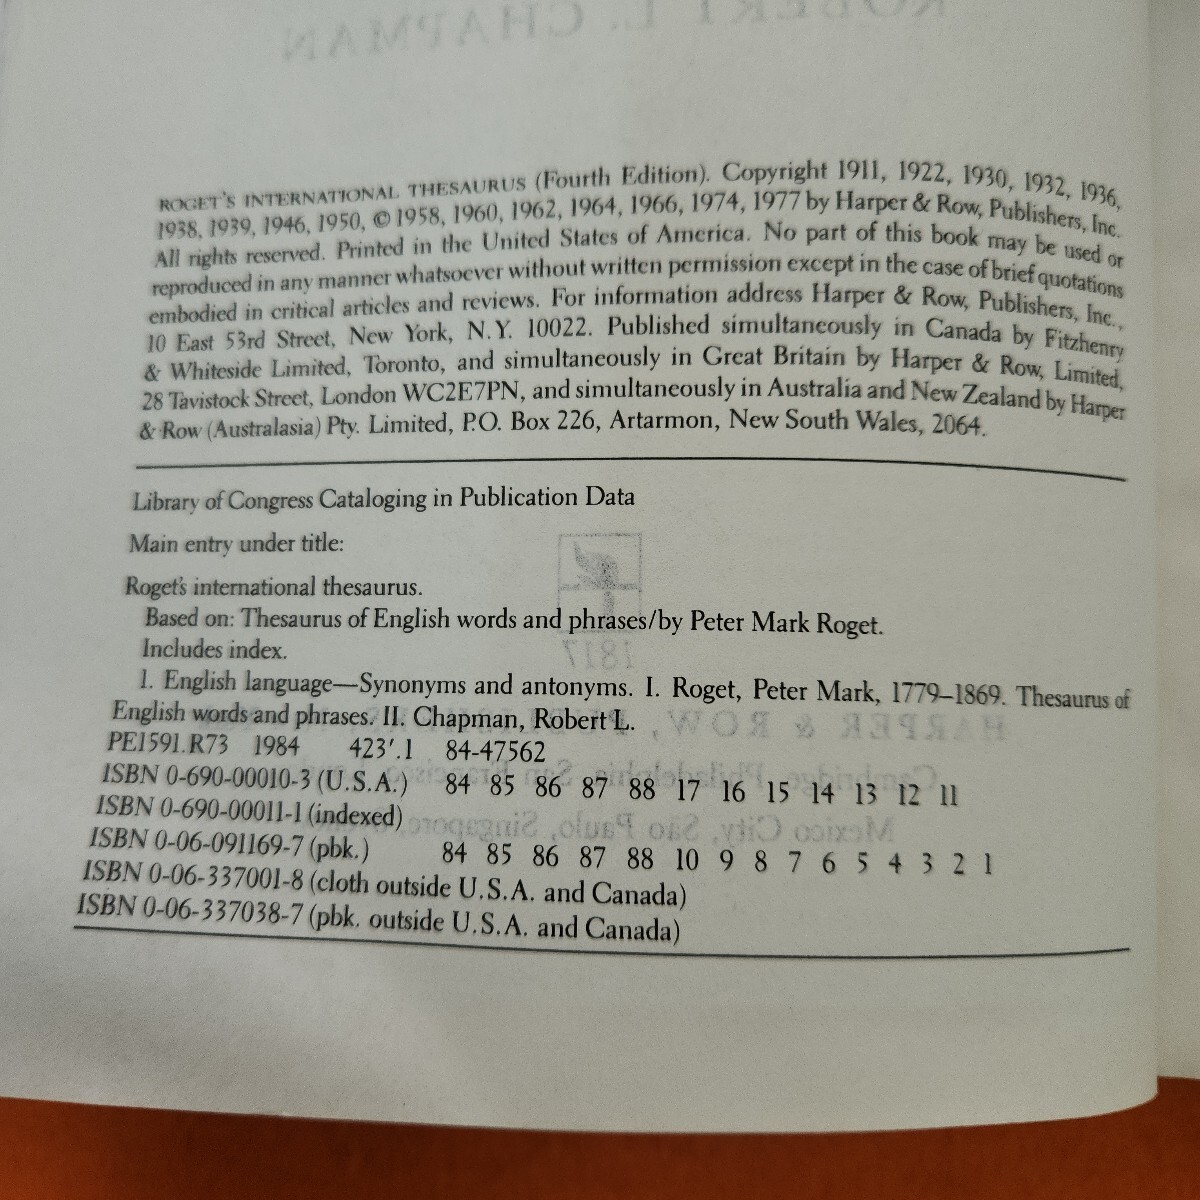 ROGET'S INTERNATIONAL THESAURUS (Fourth Edition). Copyright 1911, 1922, 1930, 1932, 1936,
1938, 1939, 1946, 1950, © 1958, 1960, 1962, 1964, 1966, 1974, 1977 by Harper & Row, Publishers, Inc.
All rights reserved. Printed in the United States of America. No part of this book may be used or
reproduced in any manner whatsoever without written permission except in the case of brief quotations
embodied in critical articles and reviews. For information address Harper & Row, Publishers, Inc.,
10 East 53rd Street, New York, N.Y. 10022. Published simultaneously in Canada by Fitzhenry
& Whiteside Limited, Toronto, and simultaneously in Great Britain by Harper & Row, Limited,
28 Tavistock Street, London WC2E7PN, and simultaneously in Australia and New Zealand by Harper
& Row (Australasia) Pty. Limited, P.O. Box 226, Artarmon, New South Wales, 2064.
Library of Congress Cataloging in Publication Data
Main entry under title:
Roget's international thesaurus.
Based on: Thesaurus of English words and phrases/by Peter Mark Roget.
Includes index.
1. English language—Synonyms and antonyms. I. Roget, Peter Mark, 1779–1869. Thesaurus of
English words and phrases. II. Chapman, Robert L.
PE1591.R73 1984 423'.1 84-47562
ISBN 0-690-00010-3 (U.S.A.) 84 85 86 87 88 17 16 15 14 13 12 11
ISBN 0-690-00011-1 (indexed)
ISBN 0-06-091169-7 (pbk.) 84 85 86 87 88 10 9 8 7 6 5 4 3 2 1
ISBN 0-06-337001-8 (cloth outside U.S.A. and Canada)
ISBN 0-06-337038-7 (pbk. outside U.S.A. and Canada)